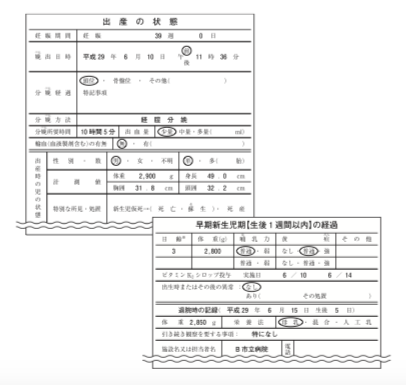 出産の状態
妊娠期間 妊娠 39 週 0 日
娩出日時 平成 29 年 6 月 10 日 午前後 11 時 36 分
分娩経過 頭位 ・ 骨盤位 ・ その他( )
特記事項
分娩方法 経腟分娩
分娩所要時間 10時間5分 出血量 少量・中量・多量( ml)
輸血(血液製剤含む)の有無 無 ・ 有( )
出産時の児の状態
性別・数 男 ・ 女 ・ 不明 単 ・ 多( 胎)
計測値 体重 2,900 g 身長 49 0 cm
胸囲 31 8 cm 頭囲 32 2 cm
特別な所見・処置 新生児仮死→( 死亡 ・ 蘇生 )・ 死産
早期新生児期【生後1週間以内】の経過
日齢 体重(g) 哺乳力 黄疸 その他
3 2,800 普通・弱 なし・普通・強
普通・弱 なし・普通・強
ビタミンK₂シロップ投与 実施日 6 / 10 6 / 14
出生時またはその後の異常 : なし
あり( その処置 )
退院時の記録( 平成 29 年 6 月 15 日 生後 5 日)
体重 2,850 g 栄養法 母乳 ・ 混合 ・ 人工乳
引き続き観察を要する事項 : 特になし
施設名又は担当者名 B市立病院 電話